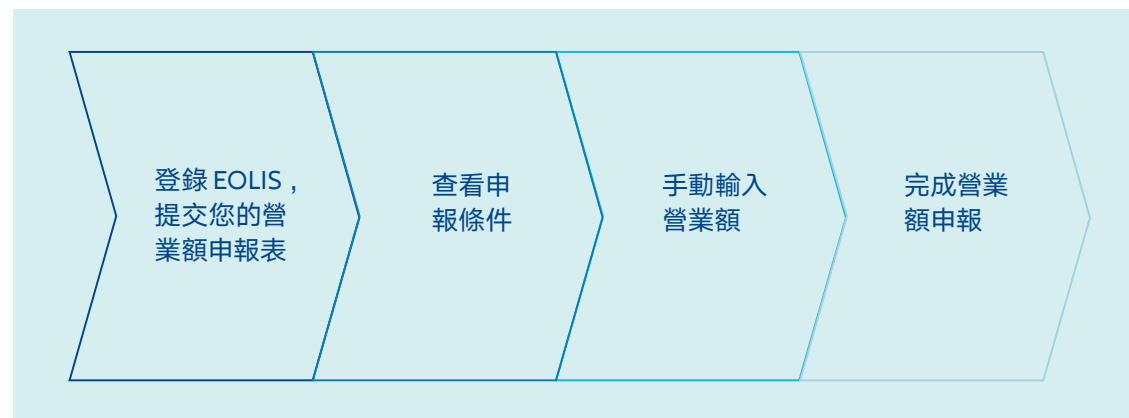 登錄 EOLIS，
提交您的營
業額申報表
查看申
報條件
手動輸入
營業額
完成營業
額申報